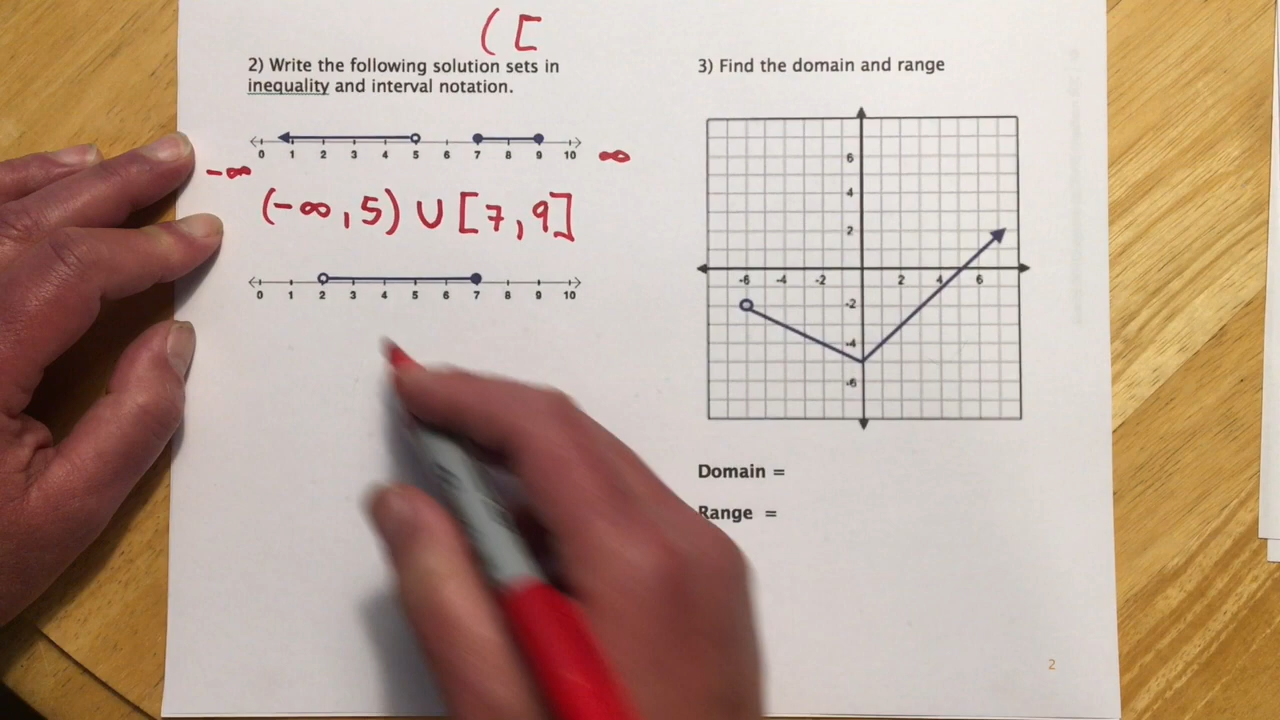 ( [
2) Write the following solution sets in
inequality and interval notation.
0 1 2 3 4 5 6 7 8 9 10
-∞ ∞
(-∞, 5) ∪ [7, 9]
0 1 2 3 4 5 6 7 8 9 10
3) Find the domain and range
6
4
2
-6 -4 -2 2 6
-2
-4
-6
Domain =
Range =
2